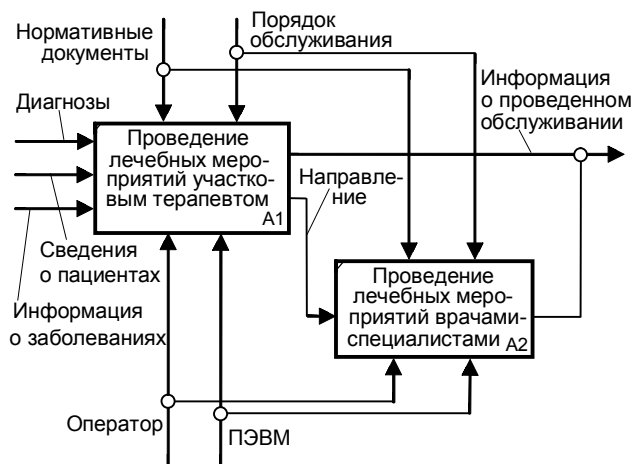 Нормативные
документы
Порядок
обслуживания
Информация
о проведенном
обслуживании
Диагнозы
Проведение
лечебных меро-
приятий участко-
вым терапевтом
A1
Направле-
ние
Сведения
о пациентах
Информация
о заболеваниях
Проведение
лечебных меро-
приятий врачами-
специалистами
A2
Оператор
ПЭВМ